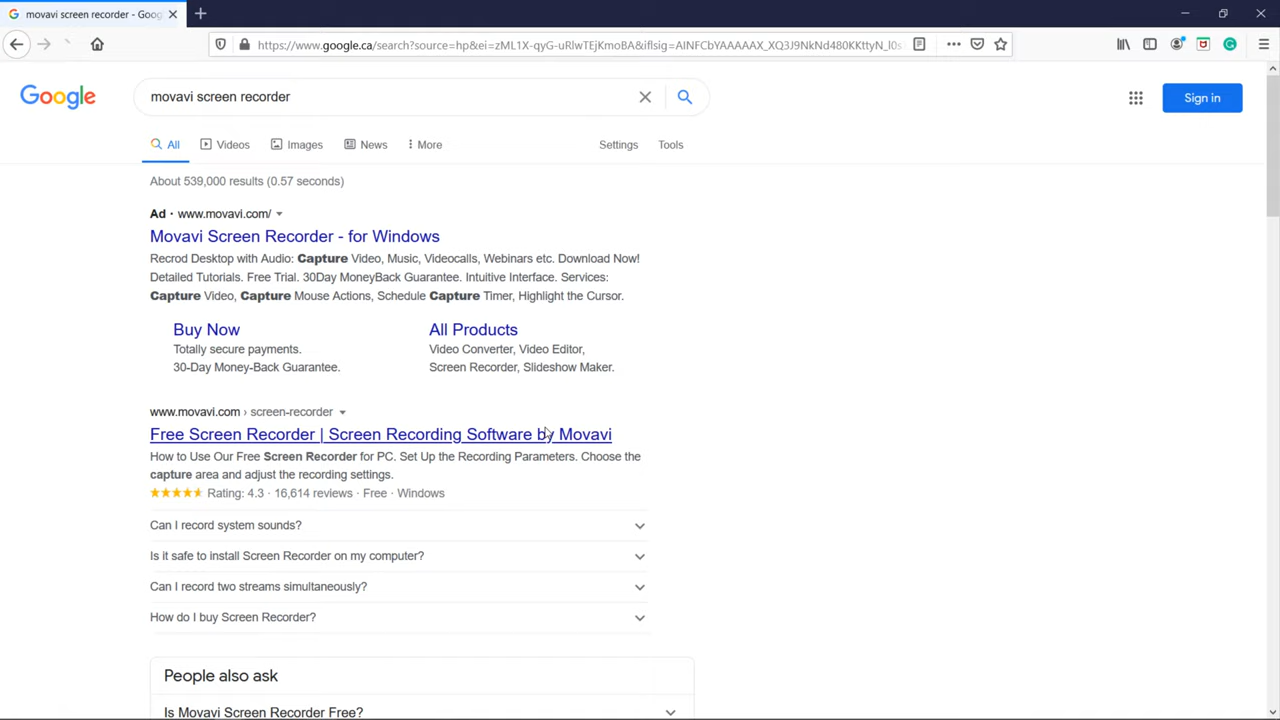 movavi screen recorder - Goog
https://www.google.ca/search?source=hp&ei=zML1X-qyG-uRlwTEjKmoBA&iflsig=AINFCbYAAAAAX_XQ3J9NkNd480KKttyN_l0s
Google
movavi screen recorder
Sign in
All Videos Images News More Settings Tools
About 539,000 results (0.57 seconds)
Ad · www.movavi.com/
Movavi Screen Recorder - for Windows
Recrod Desktop with Audio: Capture Video, Music, Videocalls, Webinars etc. Download Now!
Detailed Tutorials. Free Trial. 30Day MoneyBack Guarantee. Intuitive Interface. Services:
Capture Video, Capture Mouse Actions, Schedule Capture Timer, Highlight the Cursor.
Buy Now
Totally secure payments.
30-Day Money-Back Guarantee.
All Products
Video Converter, Video Editor,
Screen Recorder, Slideshow Maker.
www.movavi.com › screen-recorder
Free Screen Recorder | Screen Recording Software by Movavi
How to Use Our Free Screen Recorder for PC. Set Up the Recording Parameters. Choose the
capture area and adjust the recording settings.
Rating: 4.3 · 16,614 reviews · Free · Windows
Can I record system sounds?
Is it safe to install Screen Recorder on my computer?
Can I record two streams simultaneously?
How do I buy Screen Recorder?
People also ask
Is Movavi Screen Recorder Free?